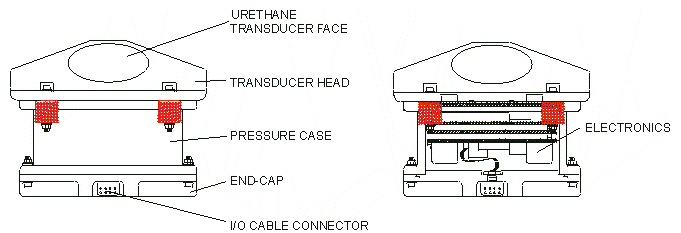 URETHANE
TRANSDUCER FACE
TRANSDUCER HEAD
PRESSURE CASE
ELECTRONICS
END-CAP
I/O CABLE CONNECTOR